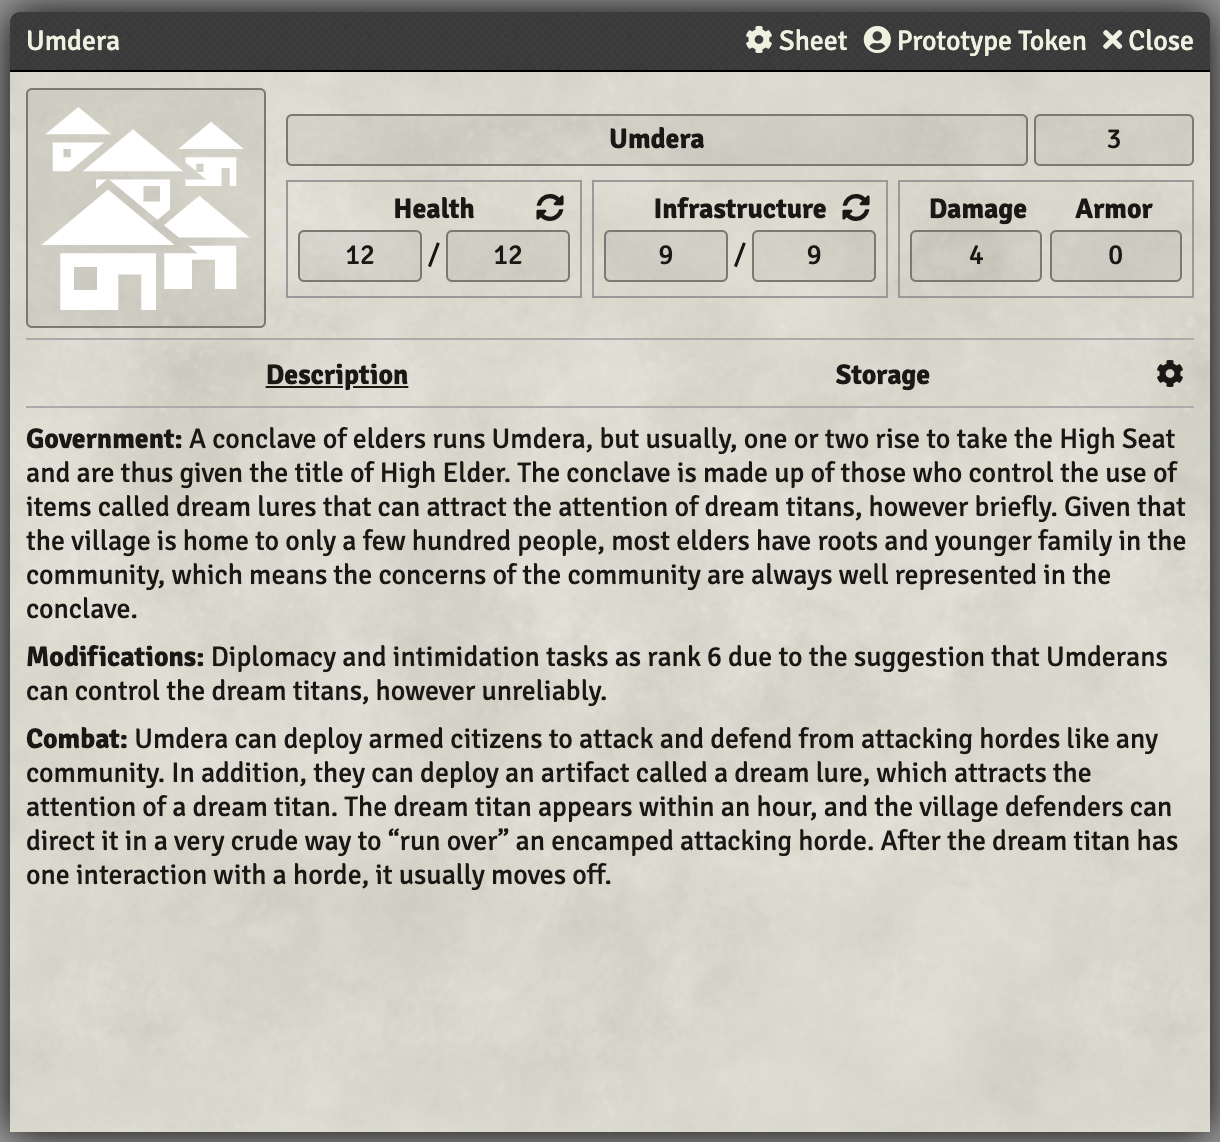 Umdera Sheet Prototype Token Close
Umdera 3
Health Infrastructure Damage Armor
12 / 12 9 / 9 4 0
Description Storage
Government: A conclave of elders runs Umdera, but usually, one or two rise to take the High Seat
and are thus given the title of High Elder. The conclave is made up of those who control the use of
items called dream lures that can attract the attention of dream titans, however briefly. Given that
the village is home to only a few hundred people, most elders have roots and younger family in the
community, which means the concerns of the community are always well represented in the
conclave.
Modifications: Diplomacy and intimidation tasks as rank 6 due to the suggestion that Umderans
can control the dream titans, however unreliably.
Combat: Umdera can deploy armed citizens to attack and defend from attacking hordes like any
community. In addition, they can deploy an artifact called a dream lure, which attracts the
attention of a dream titan. The dream titan appears within an hour, and the village defenders can
direct it in a very crude way to “run over” an encamped attacking horde. After the dream titan has
one interaction with a horde, it usually moves off.